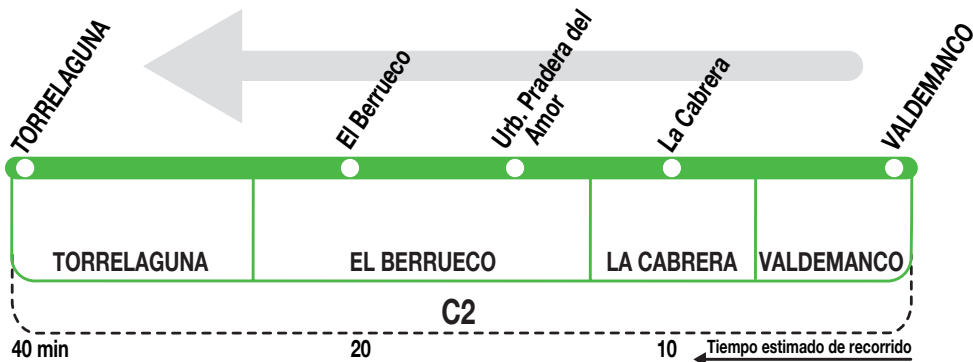 TORRELAGUNA
El Berrueco
Urb. Pradera del
Amor
La Cabrera
VALDEMANCO
TORRELAGUNA
EL BERRUECO
LA CABRERA
VALDEMANCO
C2
40 min
20
10
Tiempo estimado de recorrido